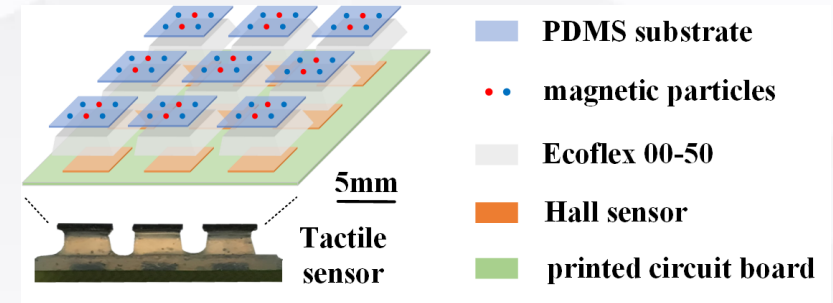 PDMS substrate
magnetic particles
Ecoflex 00-50
5mm
Hall sensor
Tactile
sensor
printed circuit board